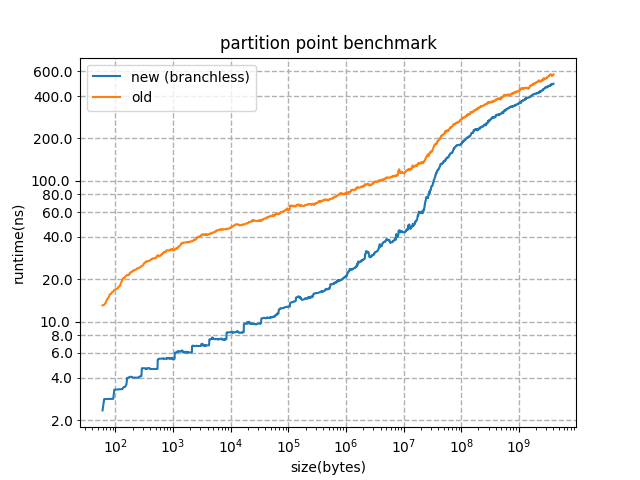 partition point benchmark
new (branchless)
old
runtime(ns)
600.0
400.0
200.0
100.0
80.0
60.0
40.0
20.0
10.0
8.0
6.0
4.0
2.0
10² 10³ 10⁴ 10⁵ 10⁶ 10⁷ 10⁸ 10⁹
size(bytes)